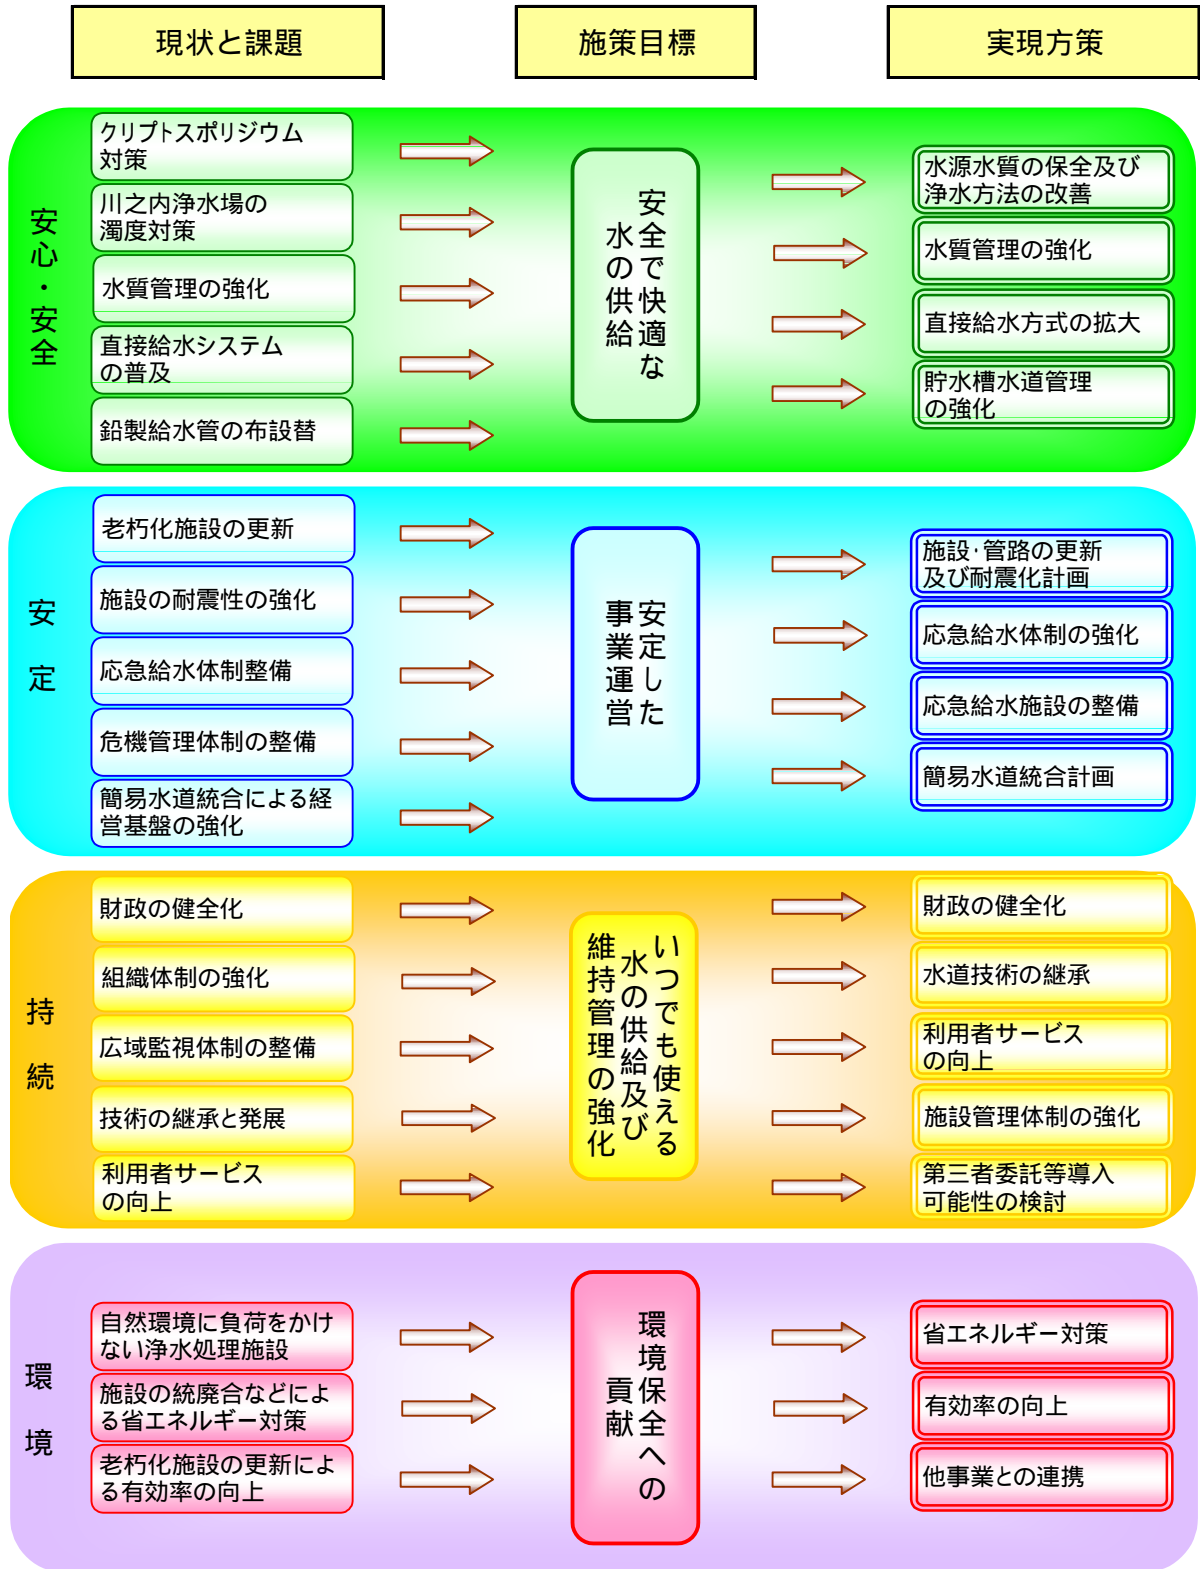 現状と課題
施策目標
実現方策
安心・安全
クリプトスポリジウム
対策
川之内浄水場の
濁度対策
水質管理の強化
直接給水システム
の普及
鉛製給水管の布設替
安全で快適な
水の供給
水源水質の保全及び
浄水方法の改善
水質管理の強化
直接給水方式の拡大
貯水槽水道管理
の強化
安定
老朽化施設の更新
施設の耐震性の強化
応急給水体制整備
危機管理体制の整備
簡易水道統合による経
営基盤の強化
安定した
事業運営
施設・管路の更新
及び耐震化計画
応急給水体制の強化
応急給水施設の整備
簡易水道統合計画
持続
財政の健全化
組織体制の強化
広域監視体制の整備
技術の継承と発展
利用者サービス
の向上
いつでも使える
水の供給及び
維持管理の強化
財政の健全化
水道技術の継承
利用者サービス
の向上
施設管理体制の強化
第三者委託等導入
可能性の検討
環境
自然環境に負荷をかけ
ない浄水処理施設
施設の統廃合などによ
る省エネルギー対策
老朽化施設の更新によ
る有効率の向上
環境保全への
貢献
省エネルギー対策
有効率の向上
他事業との連携